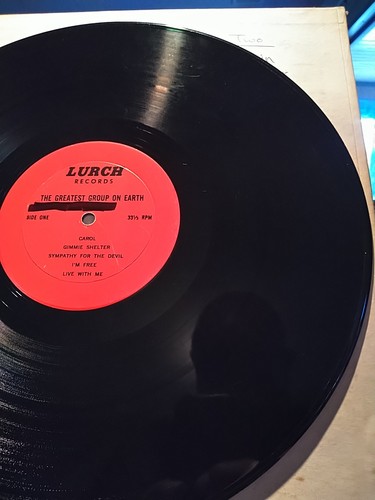 Two
LURCH
RECORDS
THE GREATEST GROUP ON EARTH
SIDE ONE 33⅓ RPM
CAROL
GIMMIE SHELTER
SYMPATHY FOR THE DEVIL
I'M FREE
LIVE WITH ME